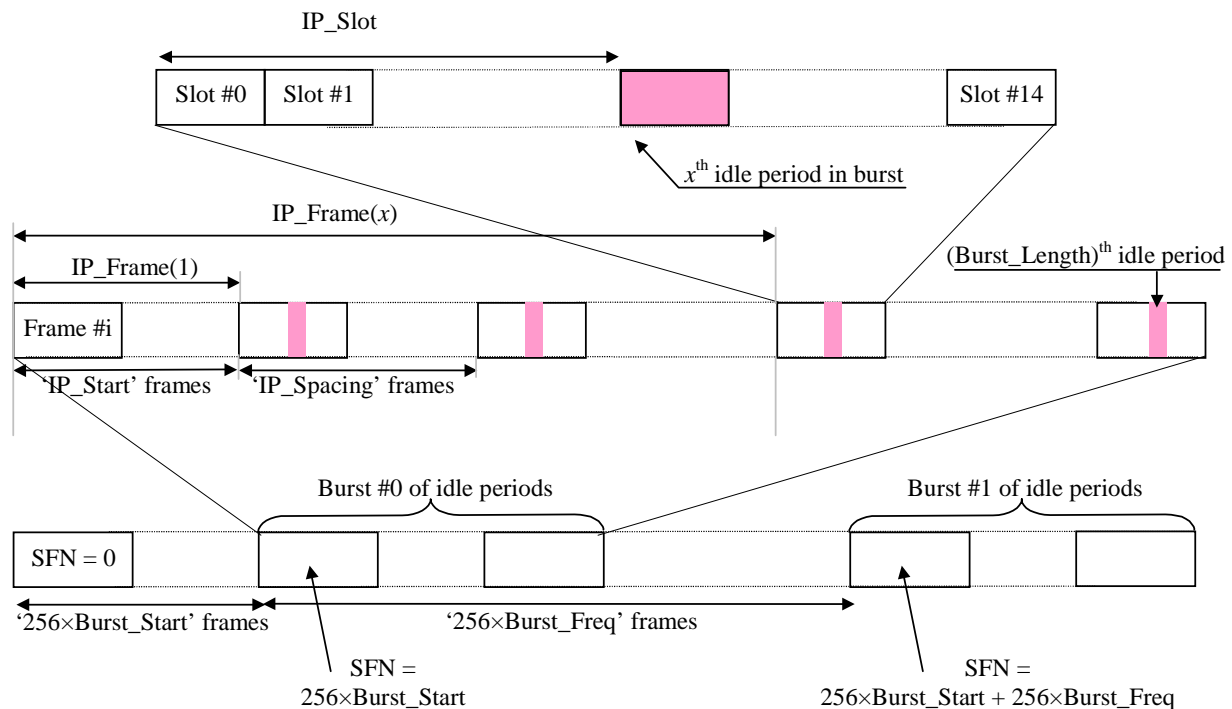 IP_Slot
Slot #0 Slot #1 Slot #14
xth idle period in burst
IP_Frame(x)
IP_Frame(1)
(Burst_Length)th idle period
Frame #i
‘IP_Start’ frames ‘IP_Spacing’ frames
Burst #0 of idle periods Burst #1 of idle periods
SFN = 0
‘256×Burst_Start’ frames ‘256×Burst_Freq’ frames
SFN =
256×Burst_Start
SFN =
256×Burst_Start + 256×Burst_Freq